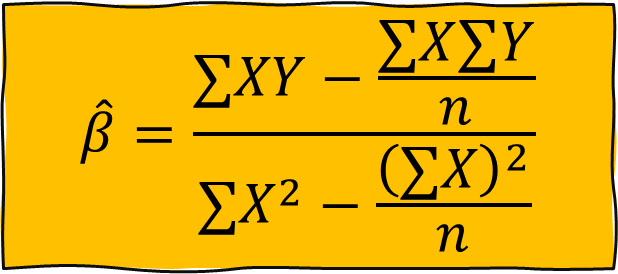 β̂ = (∑XY − (∑X∑Y)/n) / (∑X² − (∑X)²/n)